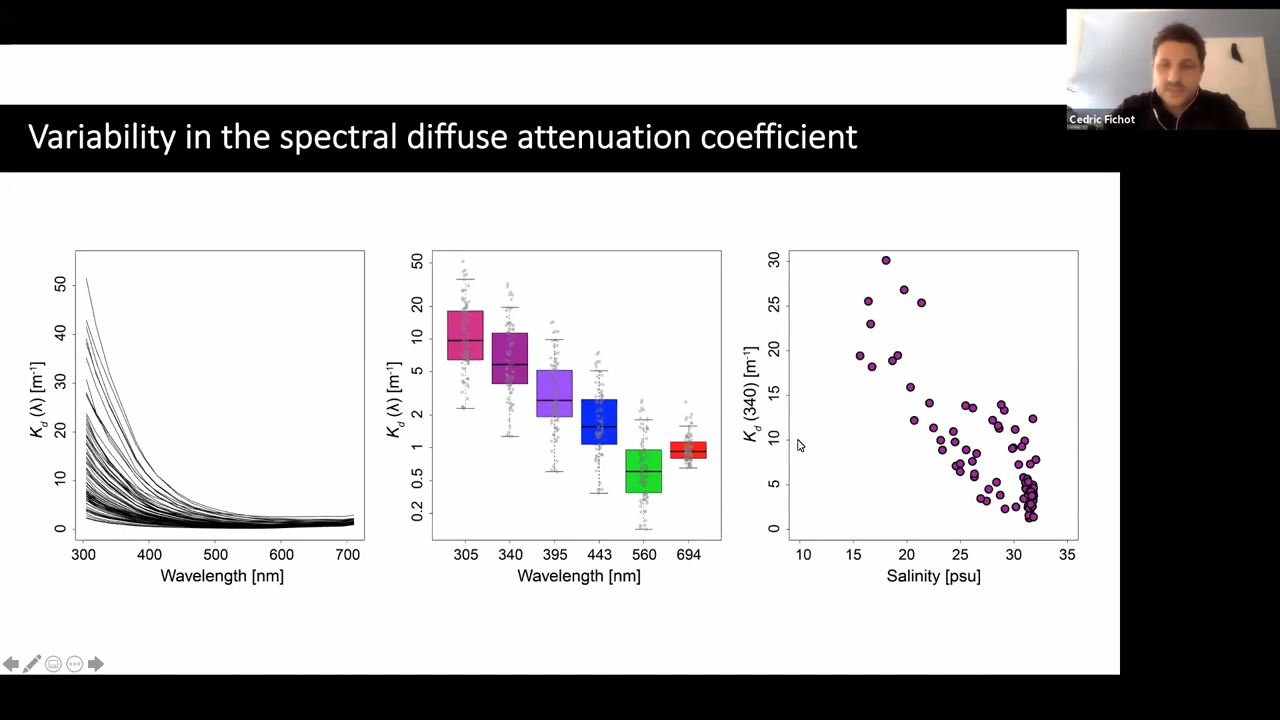 Cedric Fichot
Variability in the spectral diffuse attenuation coefficient
K_d (λ) [m⁻¹]
50
40
30
20
10
0
300 400 500 600 700
Wavelength [nm]
K_d (λ) [m⁻¹]
50
20
10
5
2
1
0.5
0.2
305 340 395 443 560 694
Wavelength [nm]
K_d (340) [m⁻¹]
30
25
20
15
10
5
0
10 15 20 25 30 35
Salinity [psu]